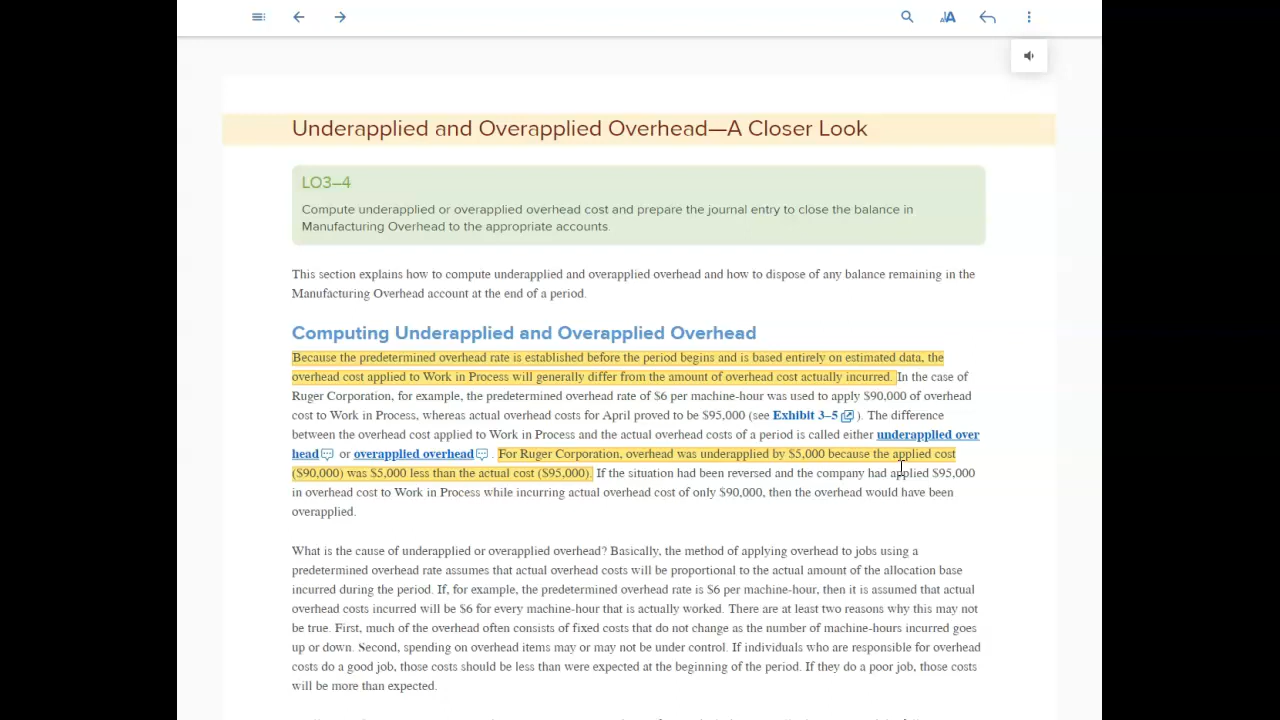 Underapplied and Overapplied Overhead—A Closer Look
LO3–4
Compute underapplied or overapplied overhead cost and prepare the journal entry to close the balance in
Manufacturing Overhead to the appropriate accounts.
This section explains how to compute underapplied and overapplied overhead and how to dispose of any balance remaining in the
Manufacturing Overhead account at the end of a period.
Computing Underapplied and Overapplied Overhead
Because the predetermined overhead rate is established before the period begins and is based entirely on estimated data, the
overhead cost applied to Work in Process will generally differ from the amount of overhead cost actually incurred. In the case of
Ruger Corporation, for example, the predetermined overhead rate of $6 per machine-hour was used to apply $90,000 of overhead
cost to Work in Process, whereas actual overhead costs for April proved to be $95,000 (see Exhibit 3–5 ). The difference
between the overhead cost applied to Work in Process and the actual overhead costs of a period is called either underapplied over
head or overapplied overhead . For Ruger Corporation, overhead was underapplied by $5,000 because the applied cost
($90,000) was $5,000 less than the actual cost ($95,000). If the situation had been reversed and the company had applied $95,000
in overhead cost to Work in Process while incurring actual overhead cost of only $90,000, then the overhead would have been
overapplied.
What is the cause of underapplied or overapplied overhead? Basically, the method of applying overhead to jobs using a
predetermined overhead rate assumes that actual overhead costs will be proportional to the actual amount of the allocation base
incurred during the period. If, for example, the predetermined overhead rate is $6 per machine-hour, then it is assumed that actual
overhead costs incurred will be $6 for every machine-hour that is actually worked. There are at least two reasons why this may not
be true. First, much of the overhead often consists of fixed costs that do not change as the number of machine-hours incurred goes
up or down. Second, spending on overhead items may or may not be under control. If individuals who are responsible for overhead
costs do a good job, those costs should be less than were expected at the beginning of the period. If they do a poor job, those costs
will be more than expected.